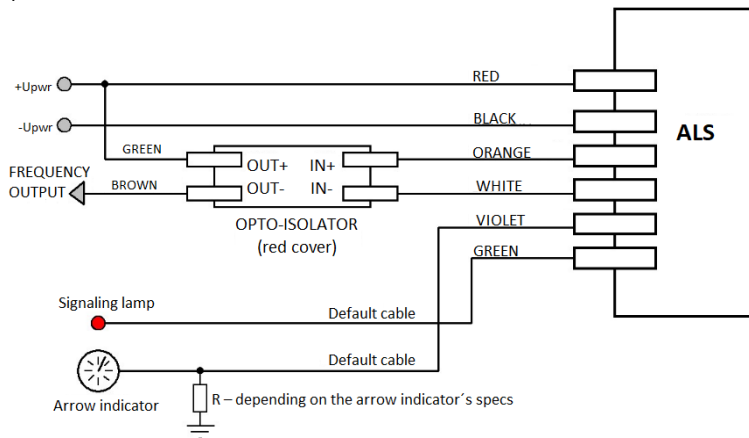 RED
+Upwr
BLACK
-Upwr
ALS
GREEN
ORANGE
OUT+ IN+
FREQUENCY
OUTPUT
BROWN
OUT- IN-
WHITE
OPTO-ISOLATOR
(red cover)
VIOLET
GREEN
Signaling lamp
Default cable
Default cable
Arrow indicator
R – depending on the arrow indicator´s specs